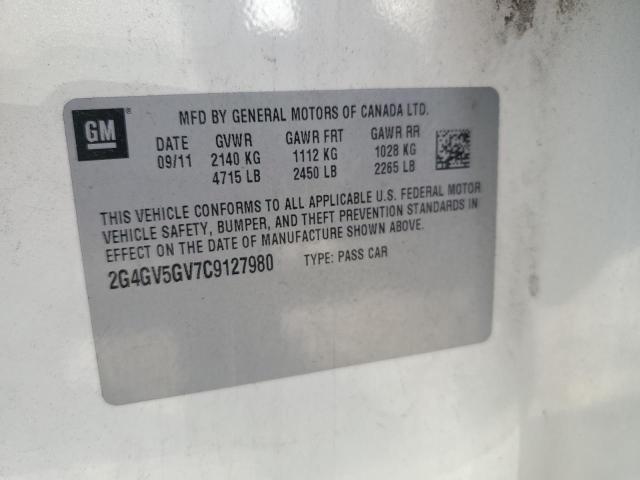 GM ®
MFD BY GENERAL MOTORS OF CANADA LTD.
DATE GVWR GAWR FRT GAWR RR
09/11 2140 KG 1112 KG 1028 KG
4715 LB 2450 LB 2265 LB
THIS VEHICLE CONFORMS TO ALL APPLICABLE U.S. FEDERAL MOTOR
VEHICLE SAFETY, BUMPER, AND THEFT PREVENTION STANDARDS IN
EFFECT ON THE DATE OF MANUFACTURE SHOWN ABOVE.
2G4GV5GV7C9127980 TYPE: PASS CAR